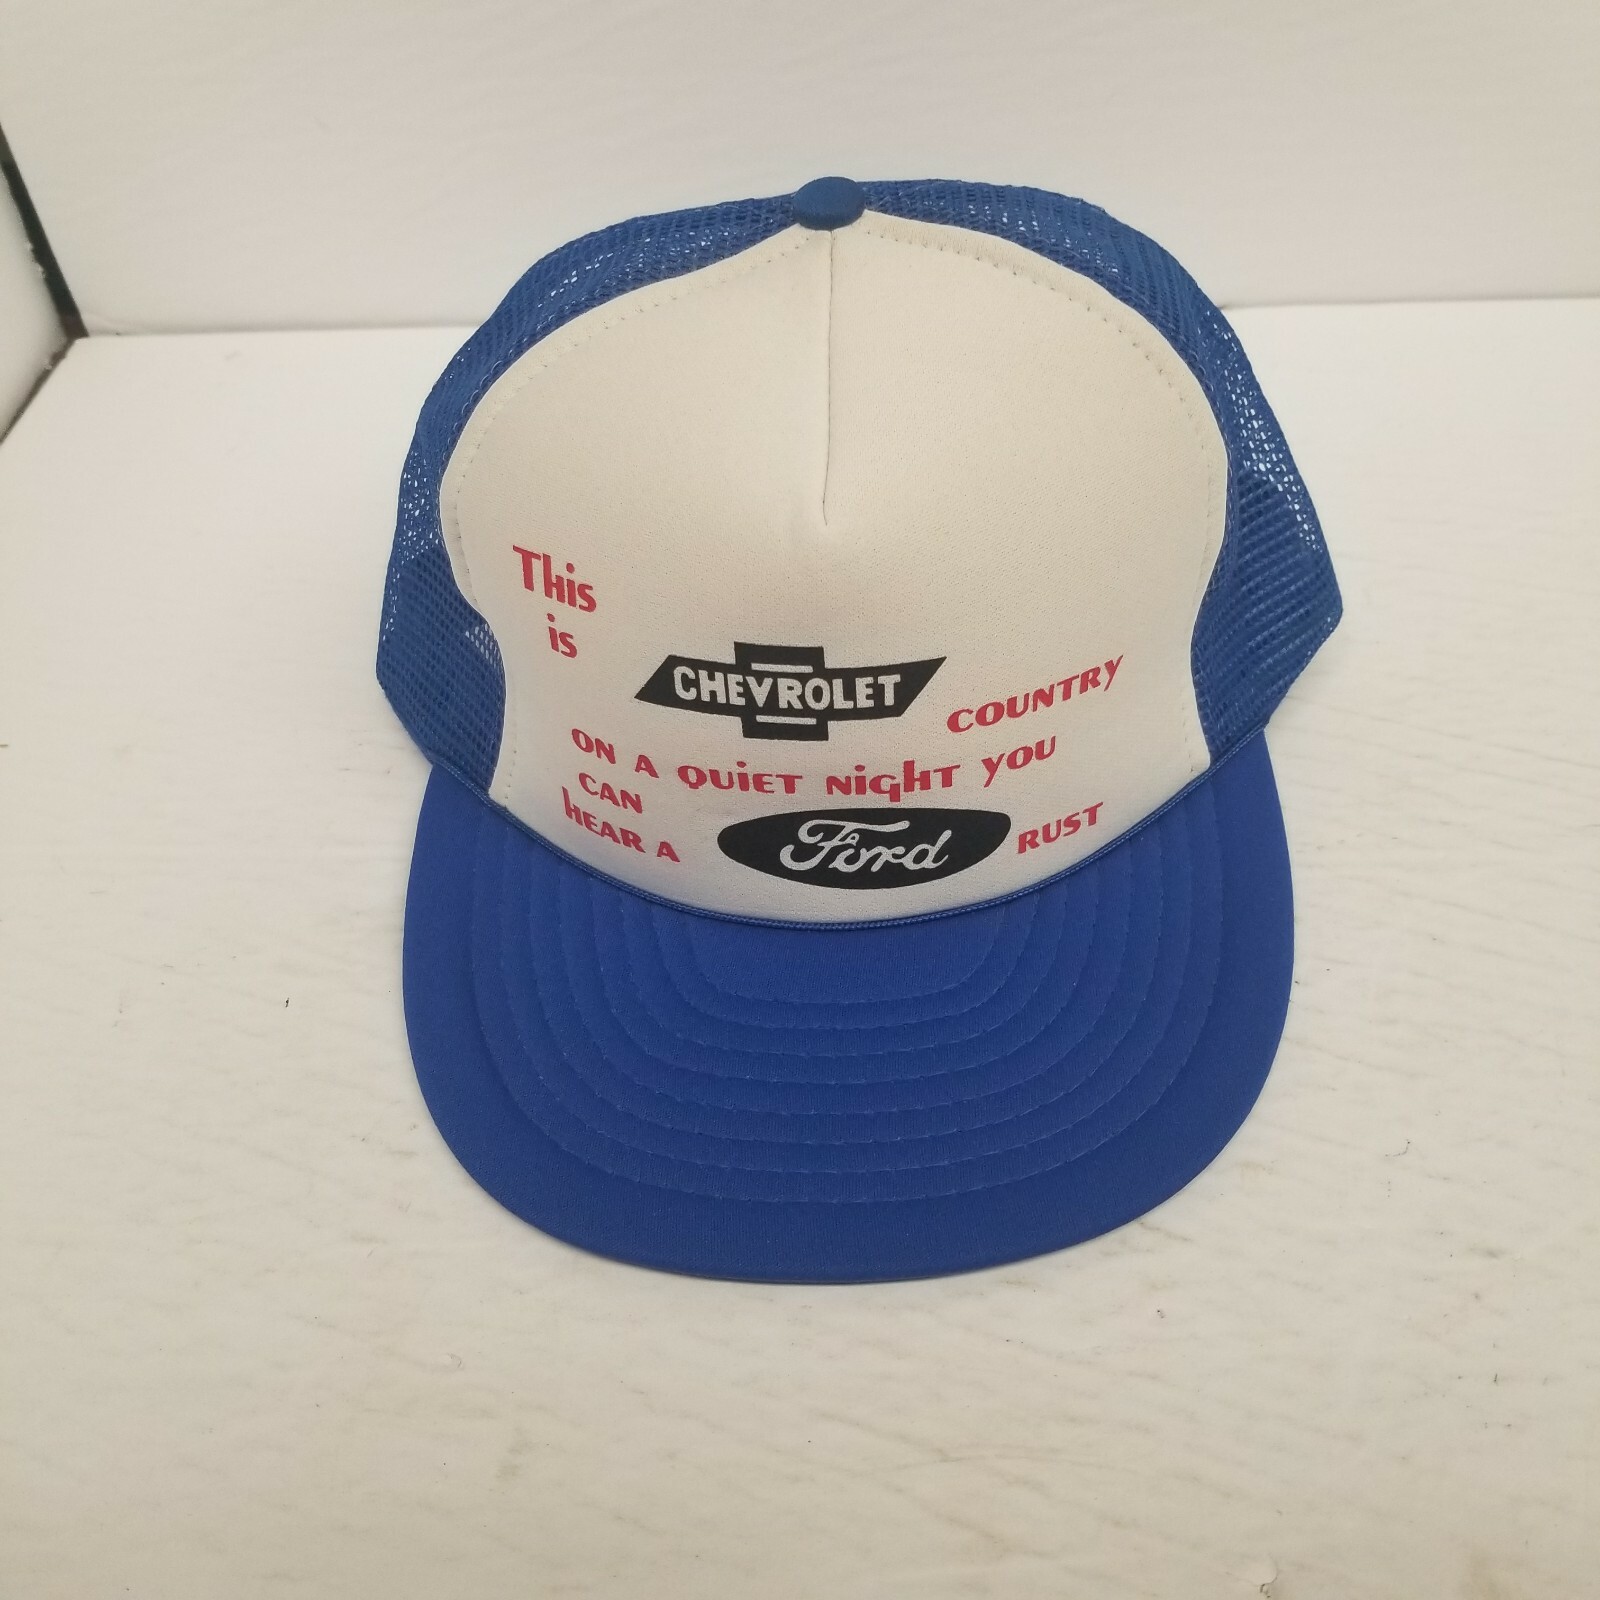 This
is
CHEVROLET COUNTRY
ON A QUiET NigHT YOU
CAN
HEAR A Ford RUST